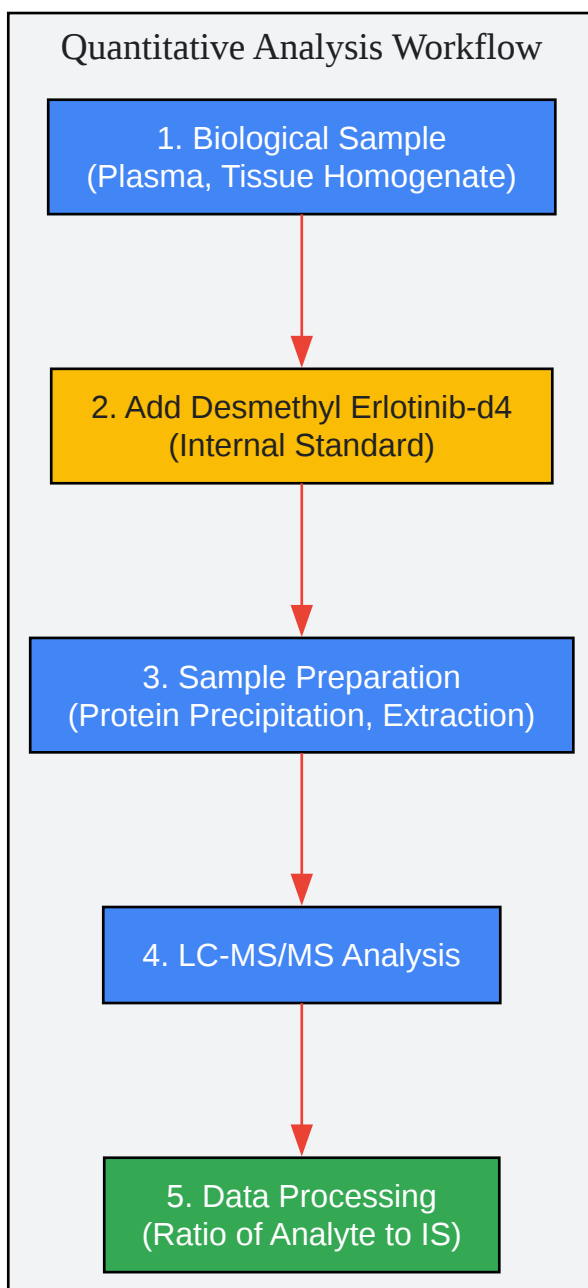 Quantitative Analysis Workflow
1. Biological Sample
(Plasma, Tissue Homogenate)
2. Add Desmethyl Erlotinib-d4
(Internal Standard)
3. Sample Preparation
(Protein Precipitation, Extraction)
4. LC-MS/MS Analysis
5. Data Processing
(Ratio of Analyte to IS)